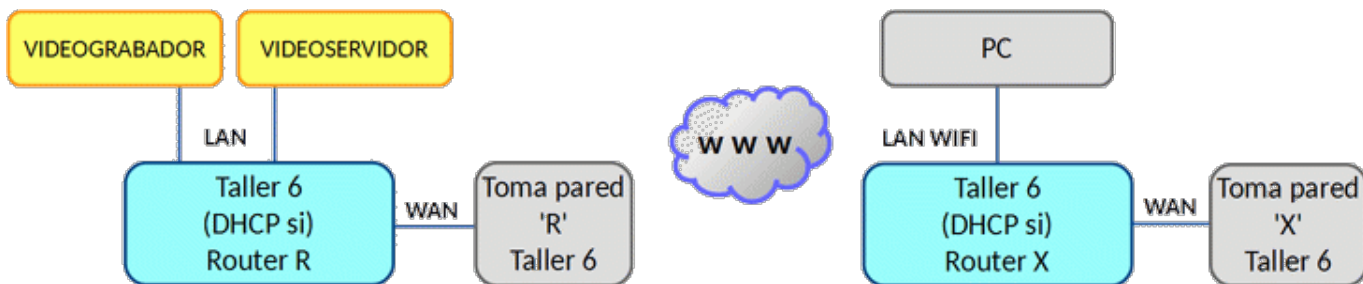 VIDEOGRABADOR
VIDEOSERVIDOR
LAN
Taller 6
(DHCP si)
Router R
WAN
Toma pared
'R'
Taller 6
W W W
PC
LAN WIFI
Taller 6
(DHCP si)
Router X
WAN
Toma pared
'X'
Taller 6